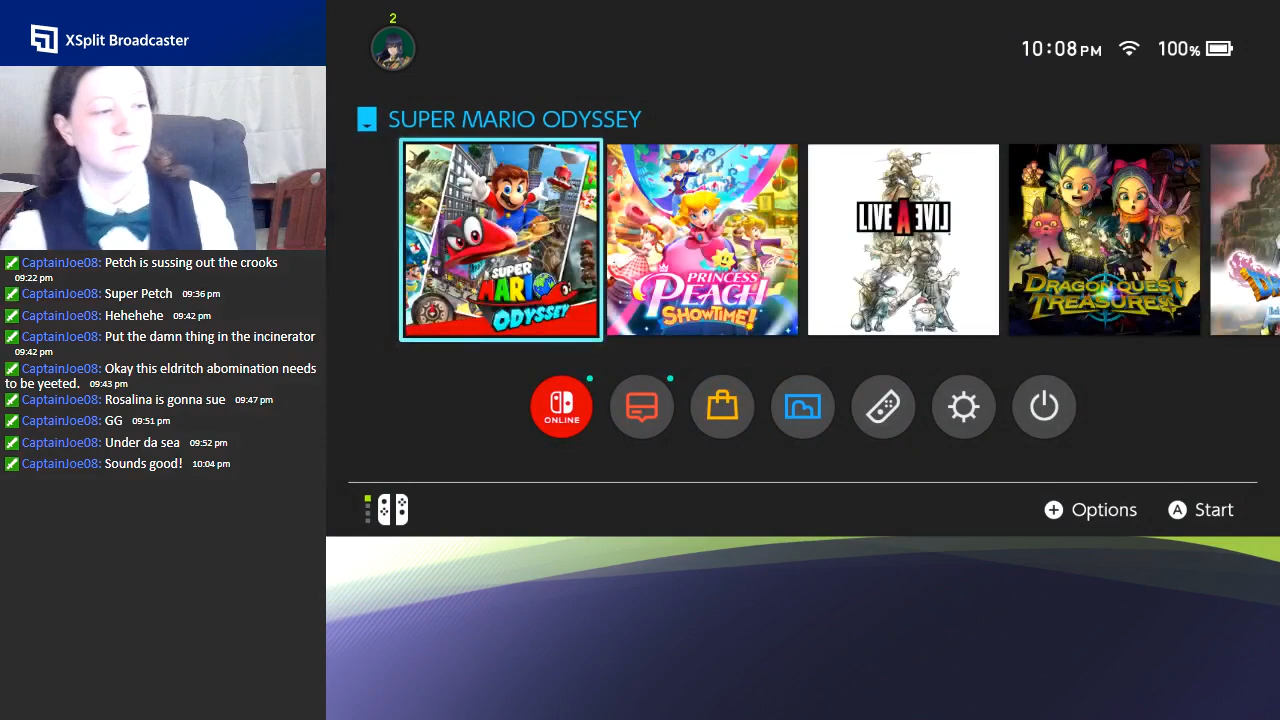 XSplit Broadcaster
CaptainJoe08: Petch is sussing out the crooks
09:22 pm
CaptainJoe08: Super Petch 09:36 pm
CaptainJoe08: Hehehehe 09:42 pm
CaptainJoe08: Put the damn thing in the incinerator
09:42 pm
CaptainJoe08: Okay this eldritch abomination needs
to be yeeted. 09:43 pm
CaptainJoe08: Rosalina is gonna sue 09:47 pm
CaptainJoe08: GG 09:51 pm
CaptainJoe08: Under da sea 09:52 pm
CaptainJoe08: Sounds good! 10:04 pm
2
10:08 PM 100%
SUPER MARIO ODYSSEY
SUPER
MARIO
ODYSSEY
PRINCESS
PEACH
SHOWTIME!
LIVE A LIVE
DRAGON QUEST
TREASURES
ONLINE
+ Options A Start